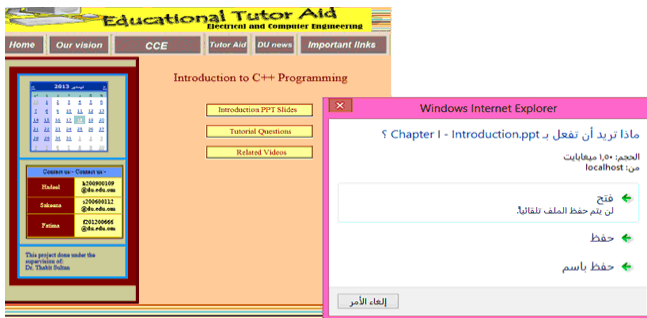 Educational Tutor Aid
Electrical and Computer Engineering
Home
Our vision
CCE
Tutor Aid
DU news
Important links
Introduction to C++ Programming
Introduction PPT Slides
Tutorial Questions
Related Videos
2013
Contact us - Contact us -
Hadeel
h200900109
@du.edu.om
Sakeena
s200600112
@du.edu.om
Fatima
f201200666
@du.edu.om
This project done under the
supervision of:
Dr. Thabit Sultan
Windows Internet Explorer
ماذا تريد أن تفعل بـ Chapter I - Introduction.ppt ؟
الحجم: ١,٥٠ ميغابايت
من: localhost
فتح
لن يتم حفظ الملف تلقائياً.
حفظ
حفظ باسم
إلغاء الأمر